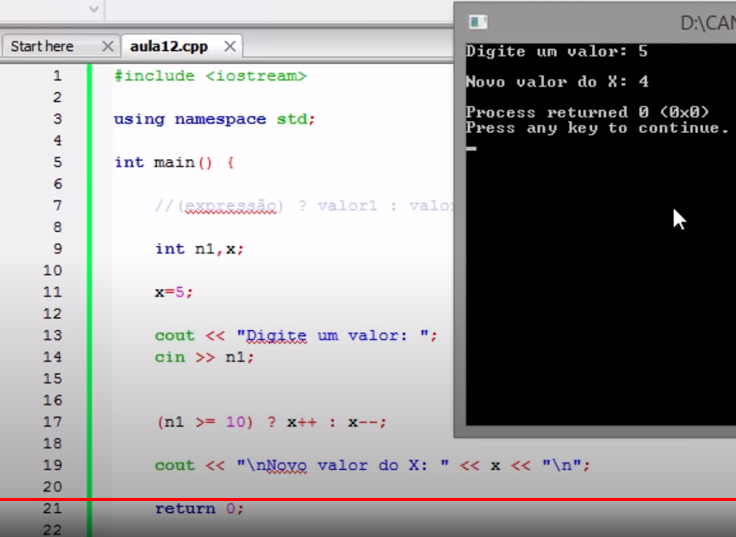 Start here
aula12.cpp
1 #include <iostream>
2
3 using namespace std;
4
5 int main() {
6
7 //(expressão) ? valor1 : valo
8
9 int n1,x;
10
11 x=5;
12
13 cout << "Digite um valor: ";
14 cin >> n1;
15
16
17 (n1 >= 10) ? x++ : x--;
18
19 cout << "\nNovo valor do X: " << x << "\n";
20
21 return 0;
22
D:\CAN
Digite um valor: 5
Novo valor do X: 4
Process returned 0 (0x0)
Press any key to continue.